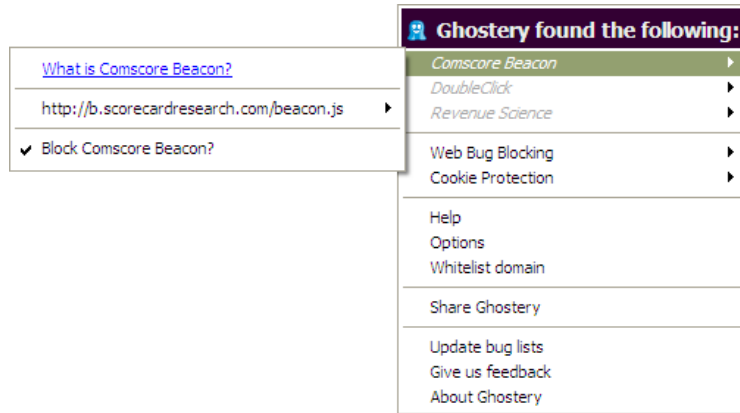 Ghostery found the following:
Comscore Beacon
DoubleClick
Revenue Science
Web Bug Blocking
Cookie Protection
Help
Options
Whitelist domain
Share Ghostery
Update bug lists
Give us feedback
About Ghostery
What is Comscore Beacon?
http://b.scorecardresearch.com/beacon.js
Block Comscore Beacon?